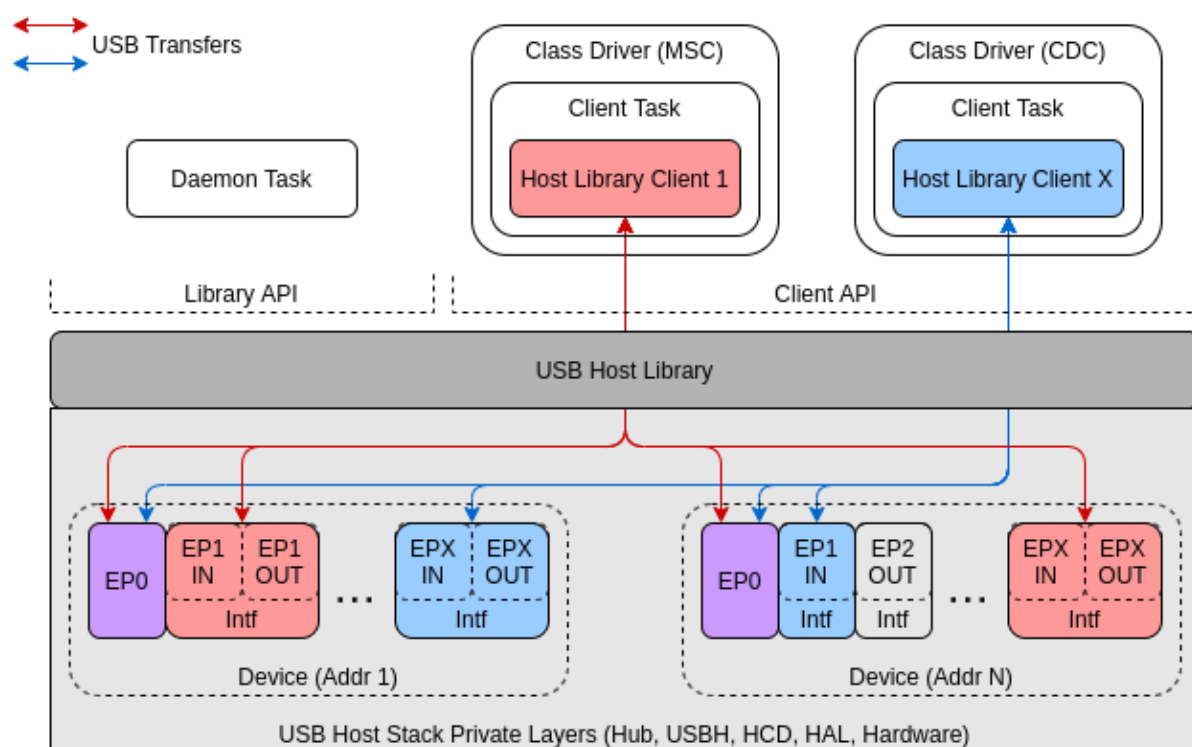 USB Transfers
Class Driver (MSC)
Class Driver (CDC)
Client Task
Client Task
Daemon Task
Host Library Client 1
Host Library Client X
Library API
Client API
USB Host Library
EP0
EP1
IN
EP1
OUT
Intf
...
EPX
IN
EPX
OUT
Intf
Device (Addr 1)
EP0
EP1
IN
Intf
EP2
OUT
Intf
...
EPX
IN
EPX
OUT
Intf
Device (Addr N)
USB Host Stack Private Layers (Hub, USBH, HCD, HAL, Hardware)